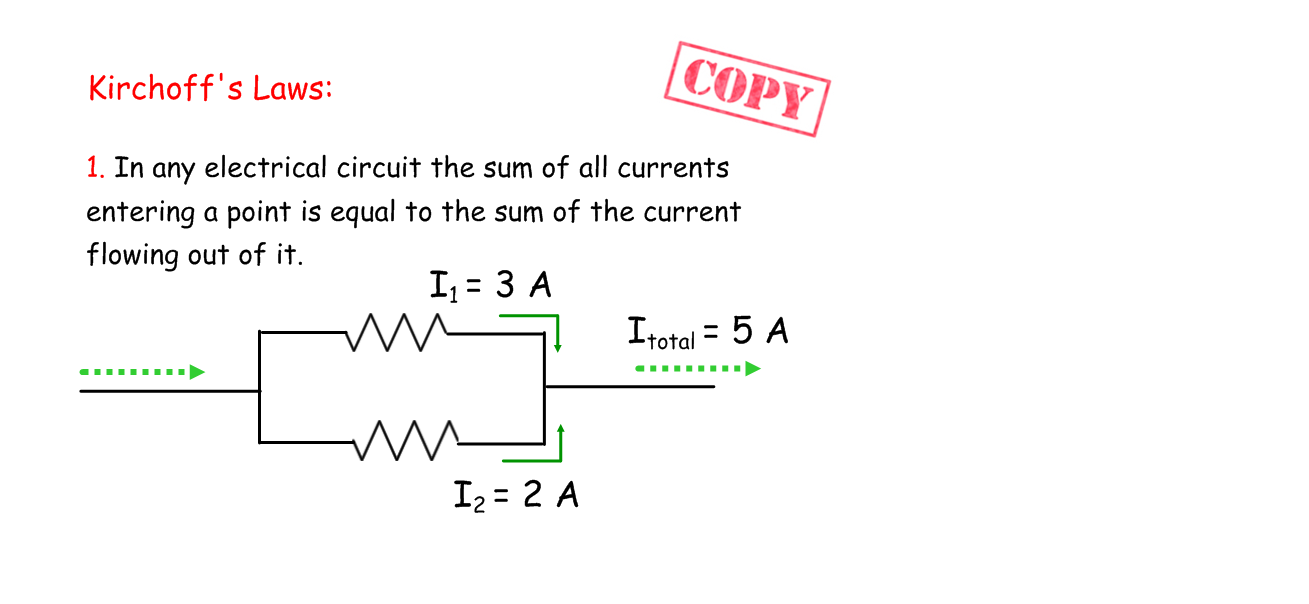 Kirchoff's Laws:
COPY
1. In any electrical circuit the sum of all currents
entering a point is equal to the sum of the current
flowing out of it.
I₁ = 3 A
Iₜₒₜₐₗ = 5 A
I₂ = 2 A